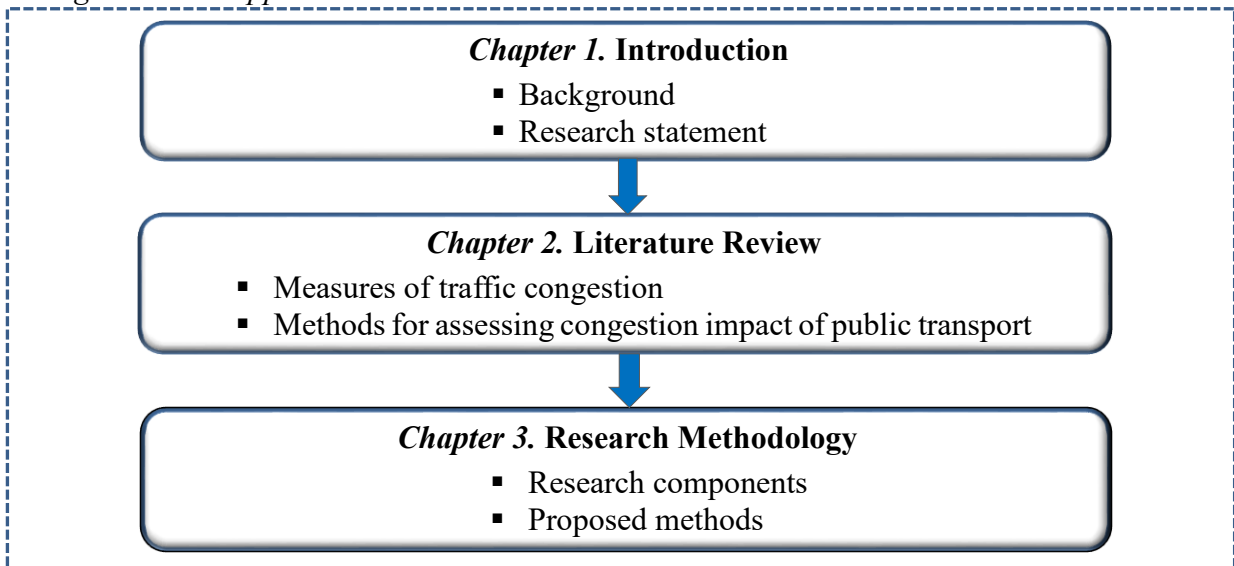 Chapter 1. Introduction
▪ Background
▪ Research statement
Chapter 2. Literature Review
▪ Measures of traffic congestion
▪ Methods for assessing congestion impact of public transport
Chapter 3. Research Methodology
▪ Research components
▪ Proposed methods